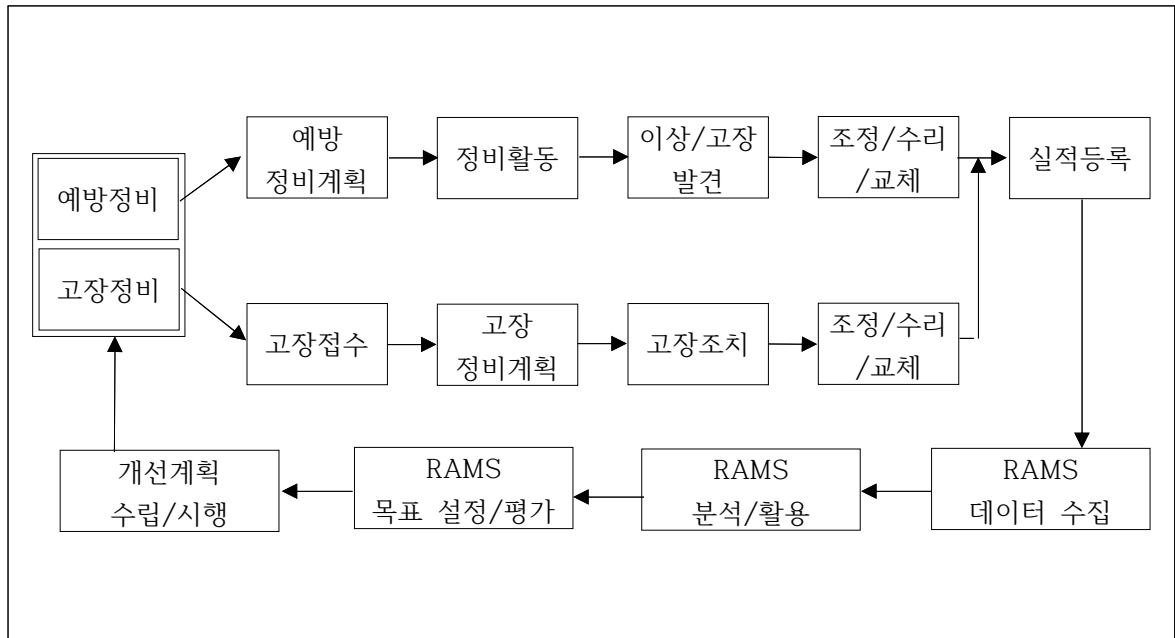 예방정비
고장정비
예방
정비계획
정비활동
이상/고장
발견
조정/수리
/교체
실적등록
고장접수
고장
정비계획
고장조치
조정/수리
/교체
개선계획
수립/시행
RAMS
목표 설정/평가
RAMS
분석/활용
RAMS
데이터 수집